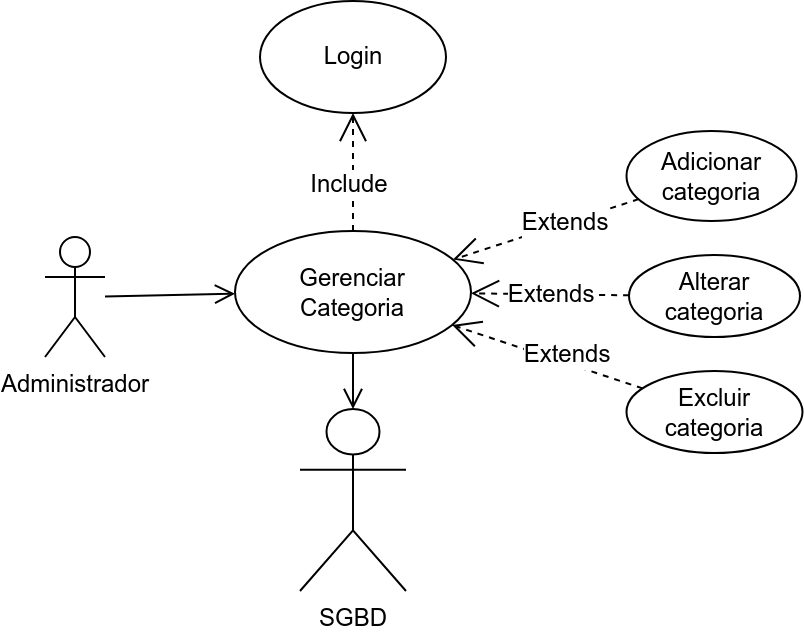 Login
Include
Adicionar
categoria
Extends
Gerenciar
Categoria
Extends
Alterar
categoria
Extends
Excluir
categoria
Administrador
SGBD